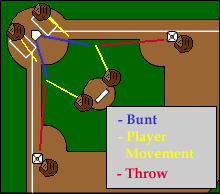 - Bunt
- Player
Movement
- Throw